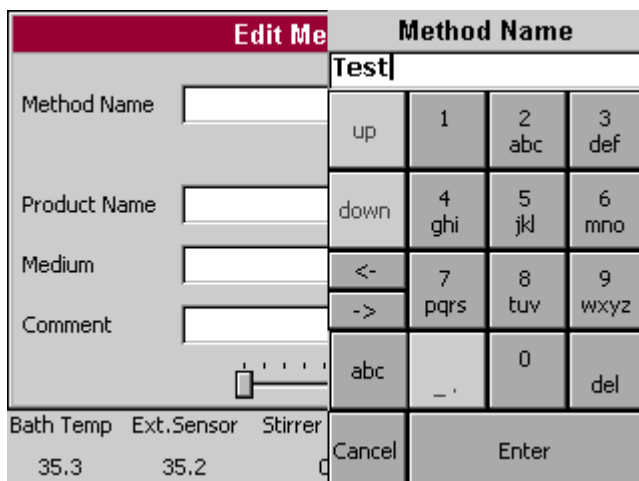 Edit Me
Method Name
Product Name
Medium
Comment
Bath Temp Ext.Sensor Stirrer
35.3 35.2 0
Method Name
Test
up 1 2 abc 3 def
down 4 ghi 5 jkl 6 mno
<- 7 pqrs 8 tuv 9 wxyz
->
abc _ , 0 del
Cancel Enter